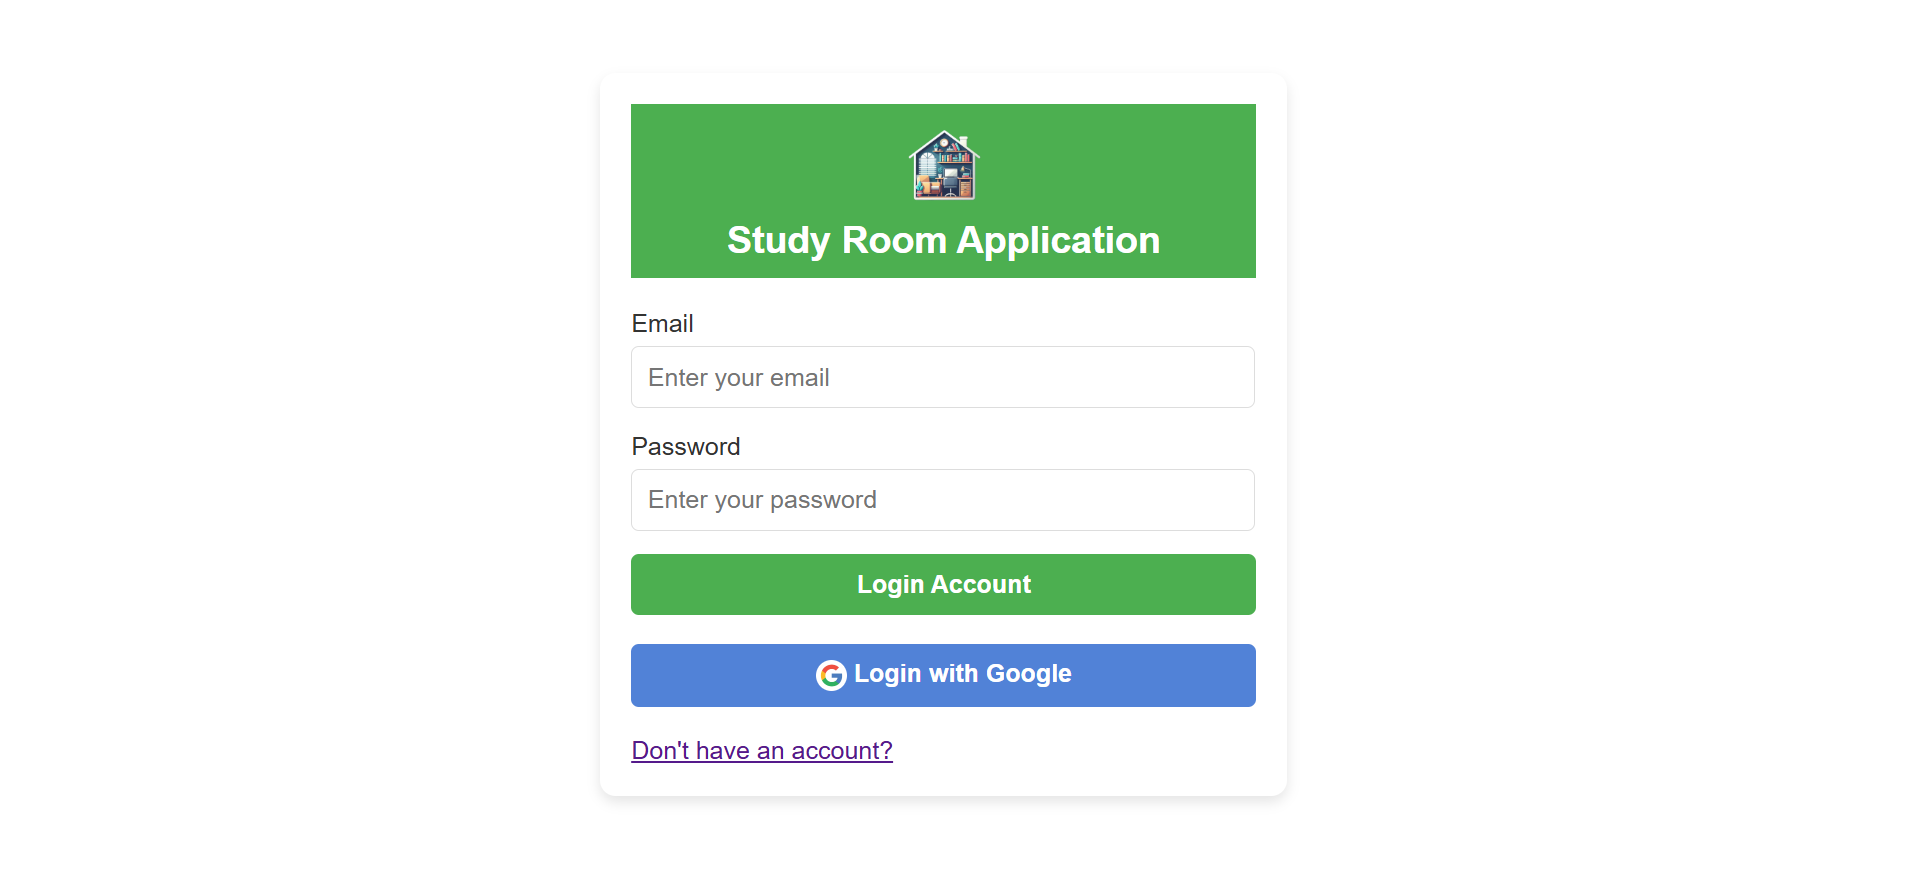 Study Room Application
Email
Enter your email
Password
Enter your password
Login Account
Login with Google
Don't have an account?